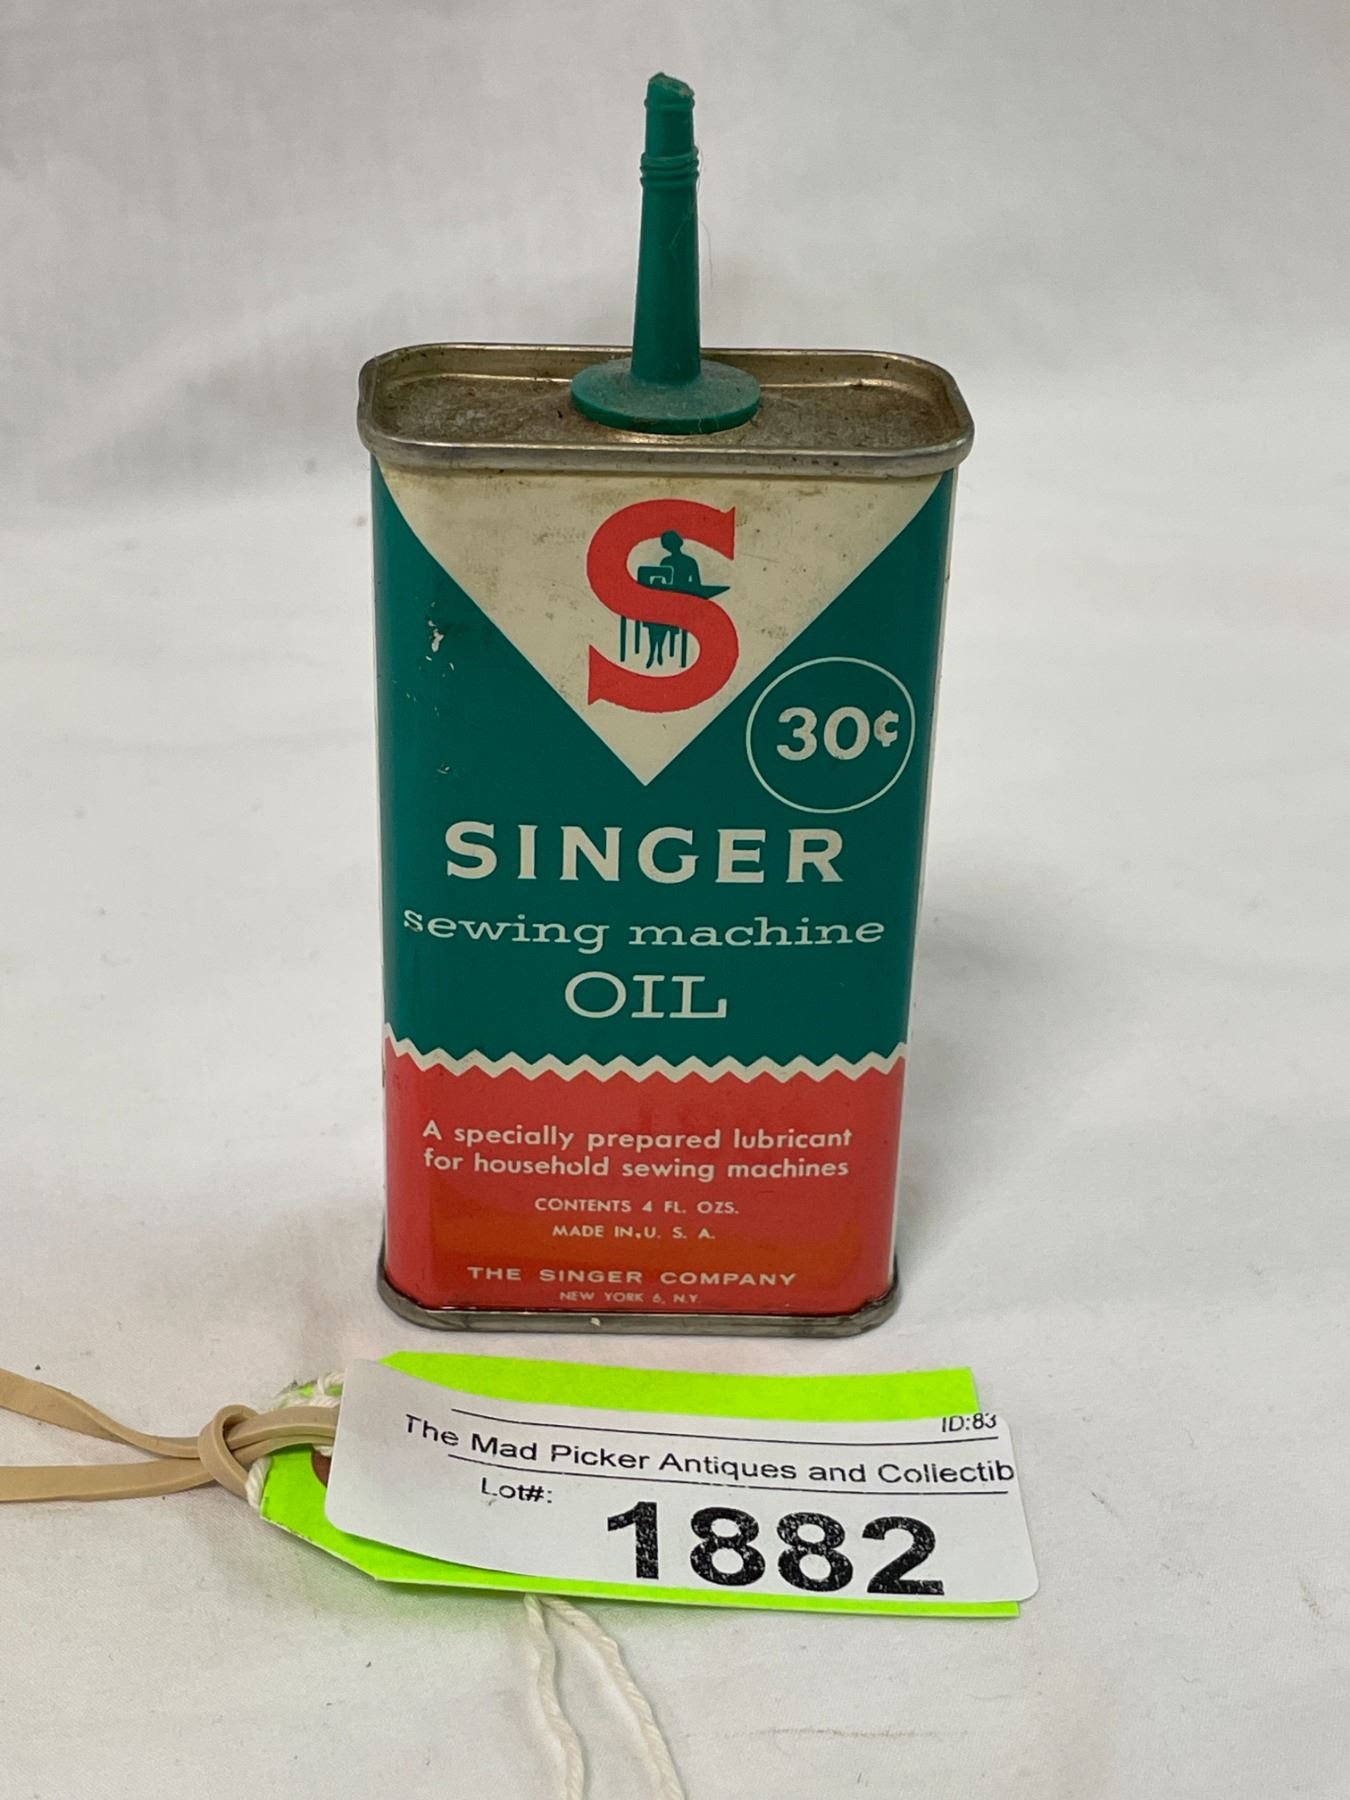 S
30¢
SINGER
sewing machine
OIL
A specially prepared lubricant
for household sewing machines
CONTENTS 4 FL. OZS.
MADE IN U. S. A.
THE SINGER COMPANY
NEW YORK 6, N.Y.
ID:83
The Mad Picker Antiques and Collectib
Lot#:
1882